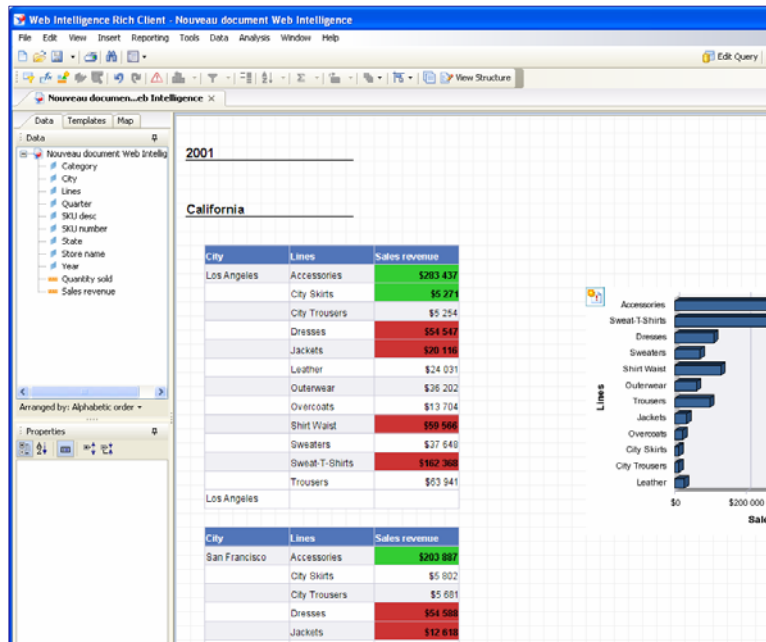 Web Intelligence Rich Client - Nouveau document Web Intelligence
File Edit View Insert Reporting Tools Data Analysis Window Help
Edit Query
View Structure
Nouveau documen...eb Intelligence
Data Templates Map
Data
Nouveau document Web Intellig
Category
City
Lines
Quarter
SKU desc
SKU number
State
Store name
Year
Quantity sold
Sales revenue
Arranged by: Alphabetic order
Properties
2001
California
City Lines Sales revenue
Los Angeles Accessories $283 437
City Skirts $5 271
City Trousers $5 254
Dresses $54 547
Jackets $20 116
Leather $24 031
Outerwear $36 202
Overcoats $13 704
Shirt Waist $59 566
Sweaters $37 648
Sweat-T-Shirts $162 368
Trousers $63 941
Los Angeles
City Lines Sales revenue
San Francisco Accessories $203 887
City Skirts $5 802
City Trousers $5 681
Dresses $54 588
Jackets $12 618
Lines
Accessories
Sweat-T-Shirts
Dresses
Sweaters
Shirt Waist
Outerwear
Trousers
Jackets
Overcoats
City Skirts
City Trousers
Leather
$0 $200 000
Sale